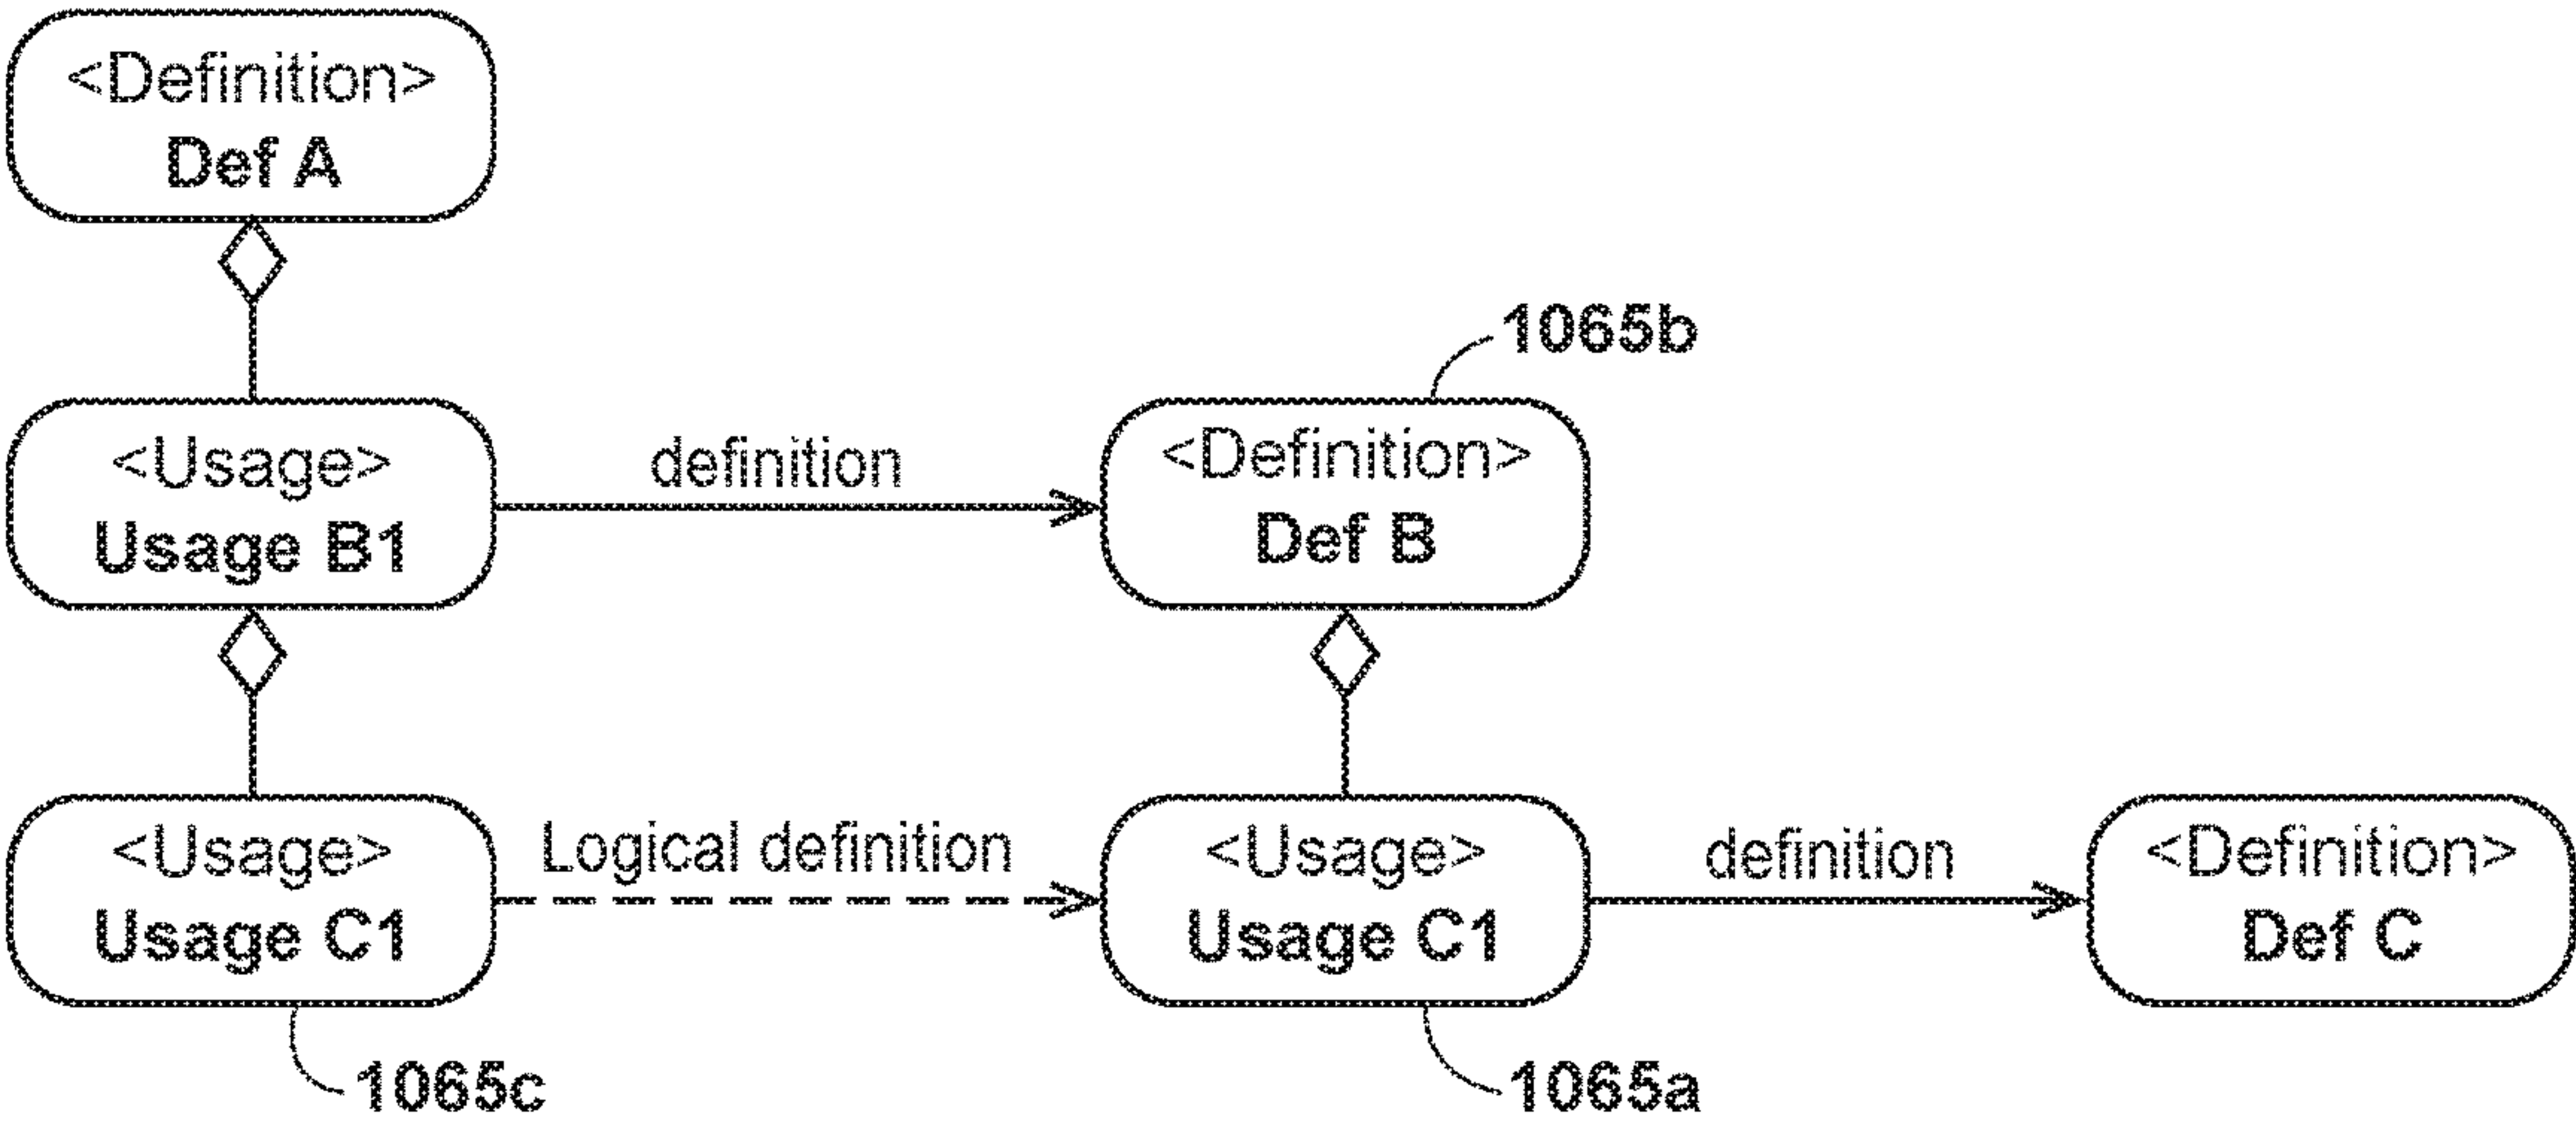 <Definition>
Def A
1065b
<Usage>
Usage B1
definition
<Definition>
Def B
<Usage>
Usage C1
Logical definition
<Usage>
Usage C1
definition
<Definition>
Def C
1065c
1065a